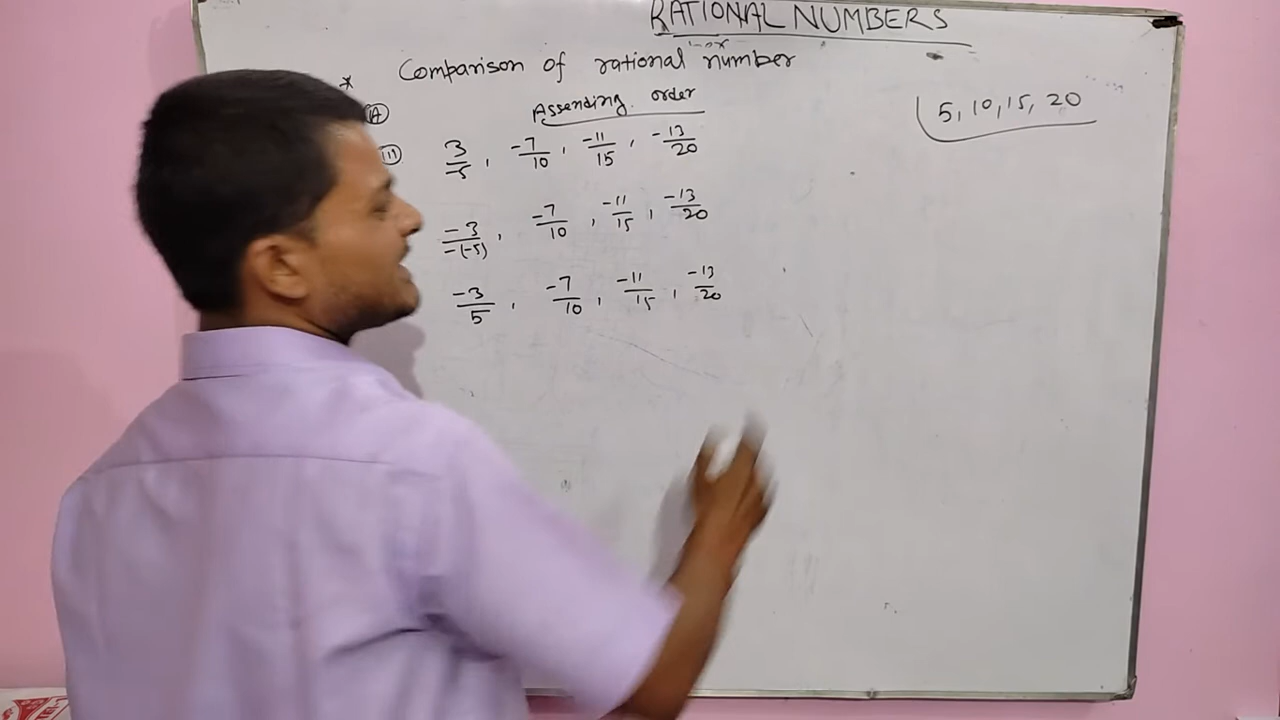 RATIONAL NUMBERS
* Comparison of rational number
(A) Assending order
(ii) 3/-5, -7/10, -11/15, -13/20
-3/-(-5), -7/10, -11/15, -13/20
-3/5, -7/10, -11/15, -13/20
5, 10, 15, 20